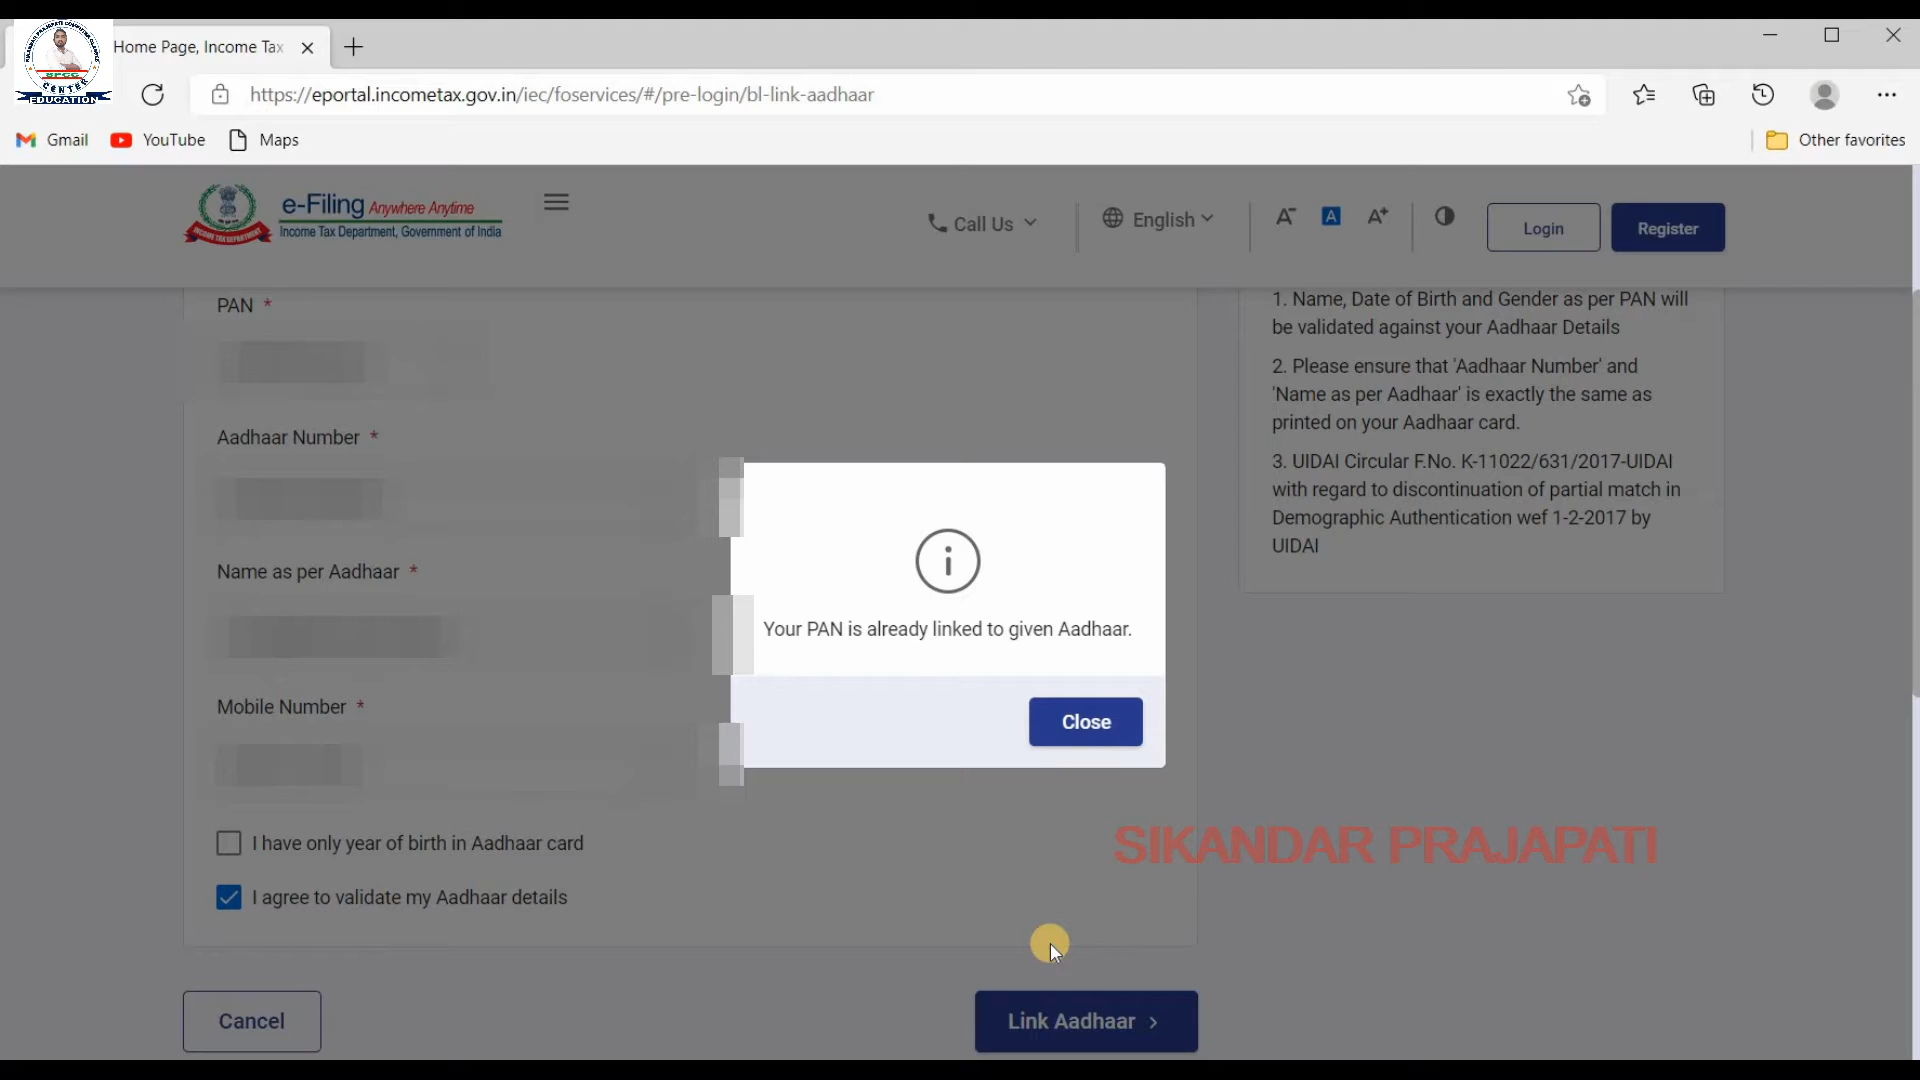 Home Page, Income Tax
SPCC
CENTER
EDUCATION
https://eportal.incometax.gov.in/iec/foservices/#/pre-login/bl-link-aadhaar
Gmail
YouTube
Maps
Other favorites
e-Filing Anywhere Anytime
Income Tax Department, Government of India
INCOME TAX DEPARTMENT
Call Us
English
A-
A
A+
Login
Register
PAN *
Aadhaar Number *
Name as per Aadhaar *
Mobile Number *
I have only year of birth in Aadhaar card
I agree to validate my Aadhaar details
Cancel
Link Aadhaar >
Your PAN is already linked to given Aadhaar.
Close
1. Name, Date of Birth and Gender as per PAN will
be validated against your Aadhaar Details
2. Please ensure that 'Aadhaar Number' and
'Name as per Aadhaar' is exactly the same as
printed on your Aadhaar card.
3. UIDAI Circular F.No. K-11022/631/2017-UIDAI
with regard to discontinuation of partial match in
Demographic Authentication wef 1-2-2017 by
UIDAI
SIKANDAR PRAJAPATI